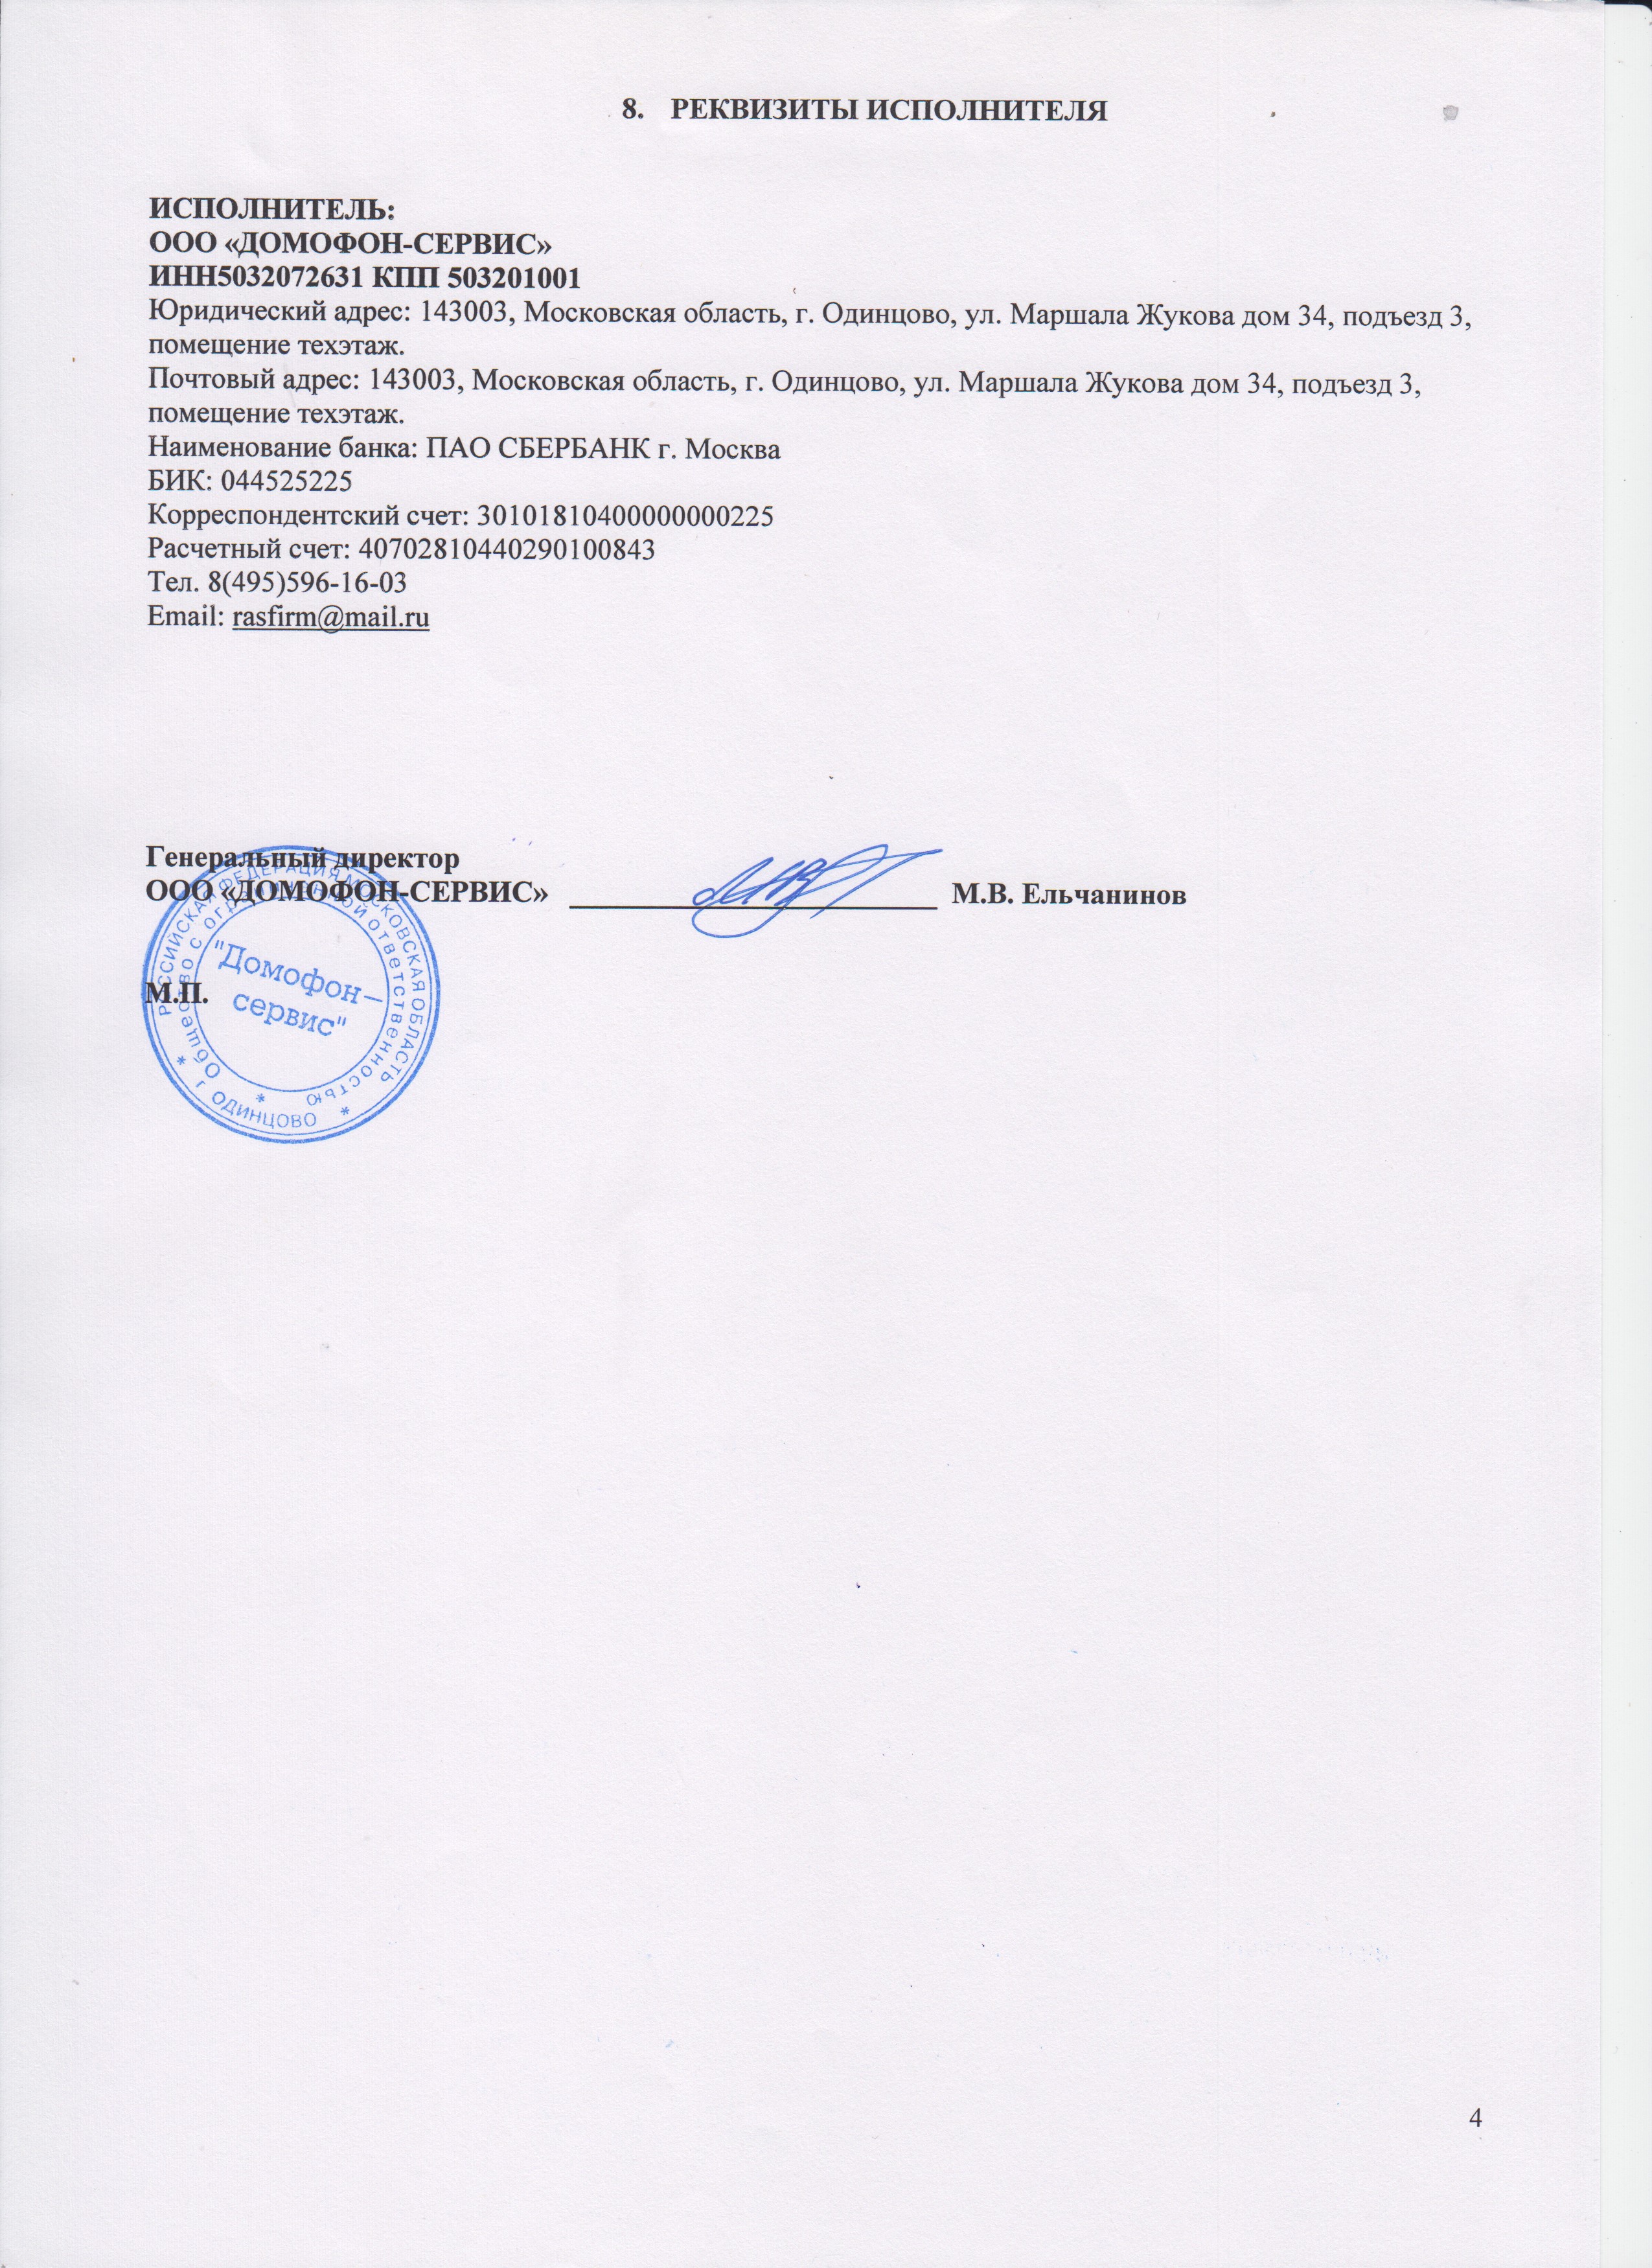 8. РЕКВИЗИТЫ ИСПОЛНИТЕЛЯ
ИСПОЛНИТЕЛЬ:
ООО «ДОМОФОН-СЕРВИС»
ИНН5032072631 КПП 503201001
Юридический адрес: 143003, Московская область, г. Одинцово, ул. Маршала Жукова дом 34, подъезд 3,
помещение техэтаж.
Почтовый адрес: 143003, Московская область, г. Одинцово, ул. Маршала Жукова дом 34, подъезд 3,
помещение техэтаж.
Наименование банка: ПАО СБЕРБАНК г. Москва
БИК: 044525225
Корреспондентский счет: 30101810400000000225
Расчетный счет: 40702810440290100843
Тел. 8(495)596-16-03
Email: rasfirm@mail.ru
Генеральный директор
ООО «ДОМОФОН-СЕРВИС» М.В. Ельчанинов
М.П.
РОССИЙСКАЯ ФЕДЕРАЦИЯ МОСКОВСКАЯ ОБЛАСТЬ
* г ОДИНЦОВО *
Общество с ограниченной ответственностью *
"Домофон-
сервис"
4